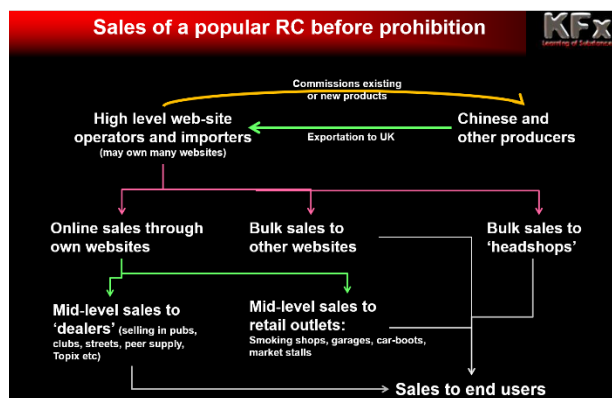 Sales of a popular RC before prohibition
KFx
Learning of Substance
Commissions existing
or new products
High level web-site
operators and importers
(may own many websites)
Chinese and
other producers
Exportation to UK
Online sales through
own websites
Bulk sales to
other websites
Bulk sales to
‘headshops’
Mid-level sales to
‘dealers’ (selling in pubs,
clubs, streets, peer supply,
Topix etc)
Mid-level sales to
retail outlets:
Smoking shops, garages, car-boots,
market stalls
Sales to end users